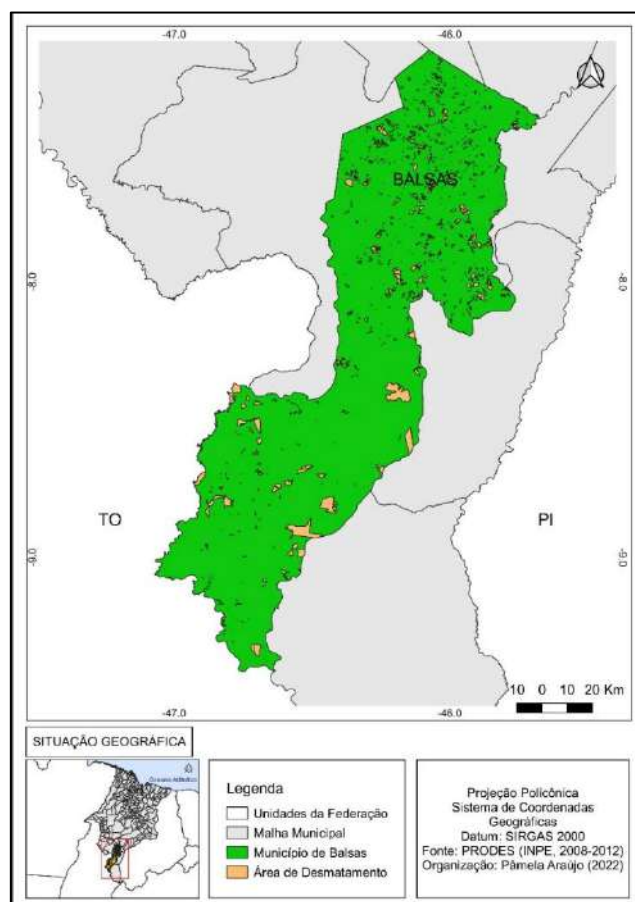 -47.0
-46.0
BALSAS
-8.0
-8.0
TO
PI
-9.0
-9.0
10 0 10 20 Km
-47.0
-46.0
SITUAÇÃO GEOGRÁFICA
Oceano Atlântico
Legenda
Unidades da Federação
Malha Municipal
Município de Balsas
Área de Desmatamento
Projeção Policônica
Sistema de Coordenadas
Geográficas
Datum: SIRGAS 2000
Fonte: PRODES (INPE, 2008-2012)
Organização: Pâmela Araújo (2022)